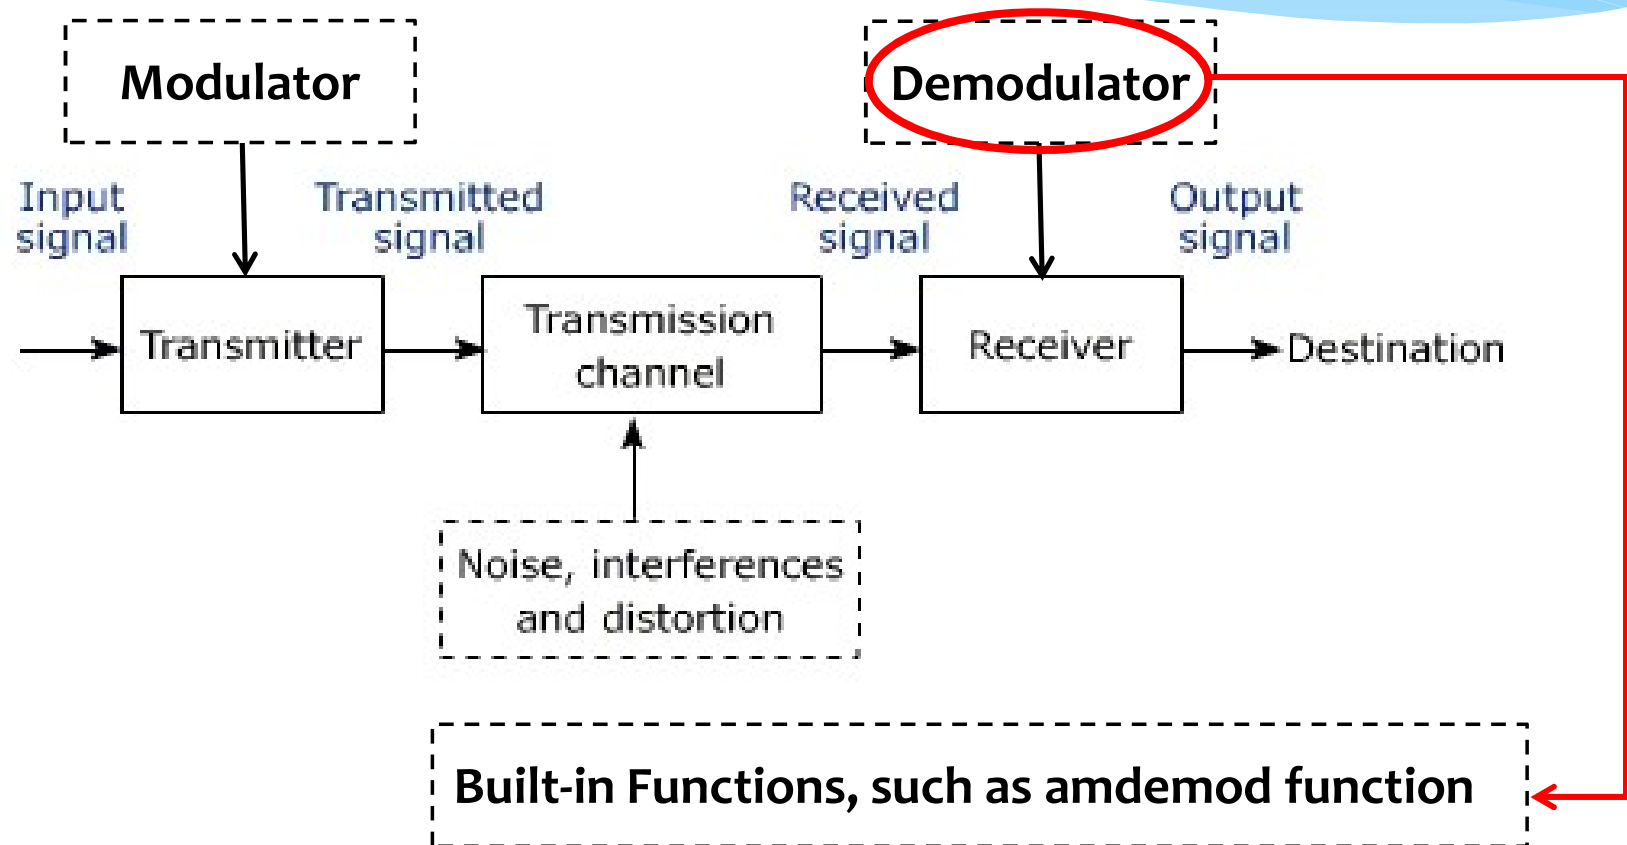 Modulator
Demodulator
Input
signal
Transmitted
signal
Received
signal
Output
signal
Transmitter
Transmission
channel
Receiver
Destination
Noise, interferences
and distortion
Built-in Functions, such as amdemod function